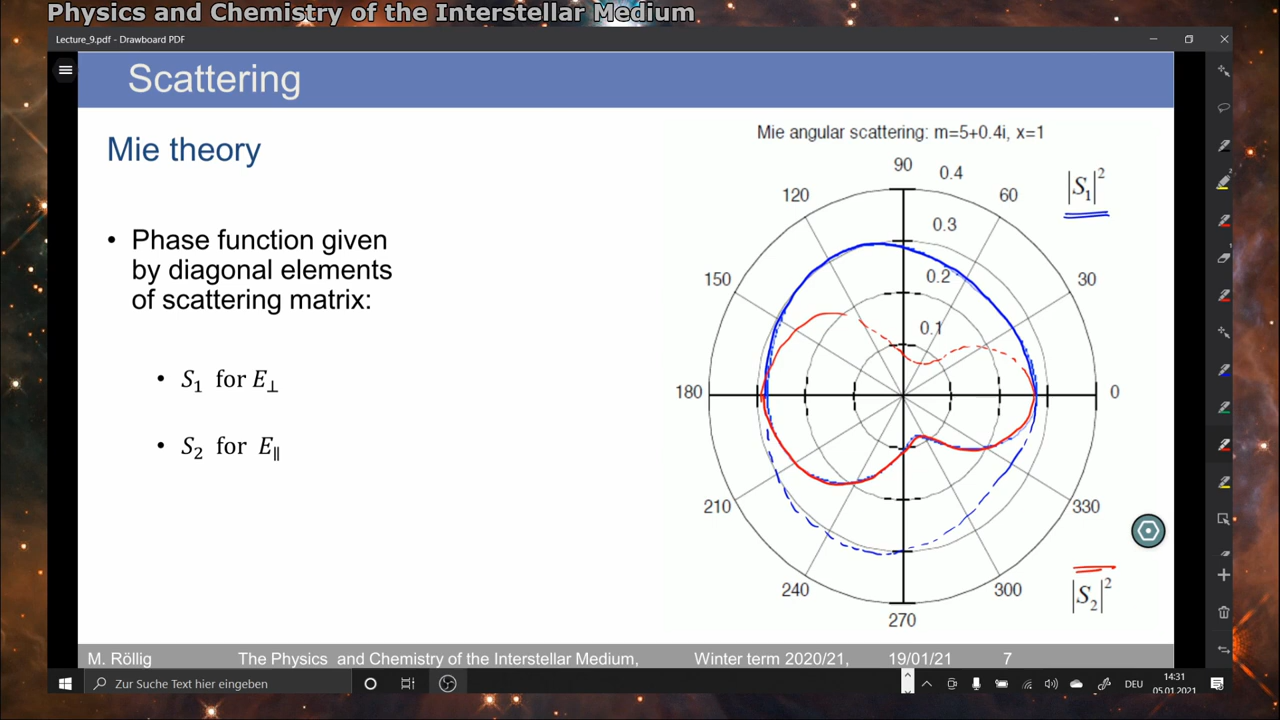 Physics and Chemistry of the Interstellar Medium
Lecture_9.pdf - Drawboard PDF
Scattering
Mie theory
• Phase function given
by diagonal elements
of scattering matrix:
• S₁ for E⊥
• S₂ for E∥
Mie angular scattering: m=5+0.4i, x=1
90
0.4
120
60
|S₁|²
0.3
150
30
0.2
0.1
180
0
210
330
240
300
|S₂|²
270
M. Röllig The Physics and Chemistry of the Interstellar Medium, Winter term 2020/21, 19/01/21 7
Zur Suche Text hier eingeben
DEU
14:31
05.01.2021